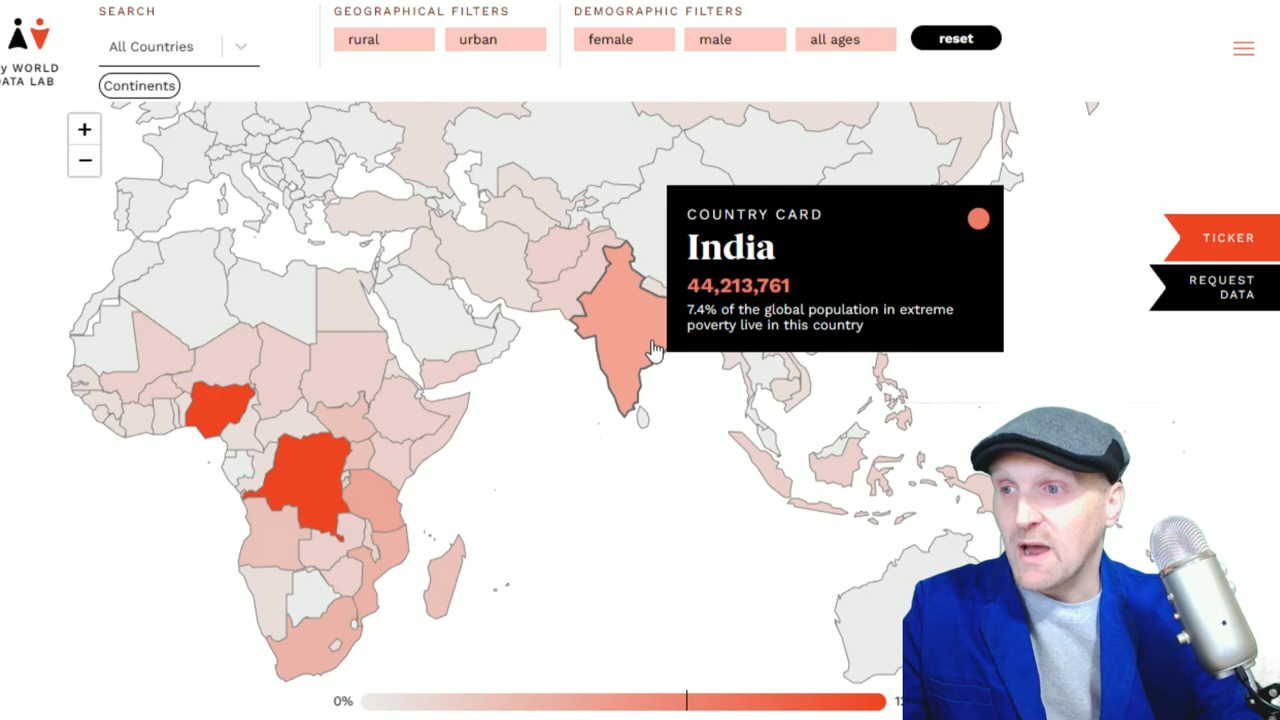 SEARCH
GEOGRAPHICAL FILTERS
DEMOGRAPHIC FILTERS
All Countries
rural
urban
female
male
all ages
reset
y WORLD
DATA LAB
Continents
+
−
COUNTRY CARD
India
44,213,761
7.4% of the global population in extreme
poverty live in this country
TICKER
REQUEST
DATA
0%